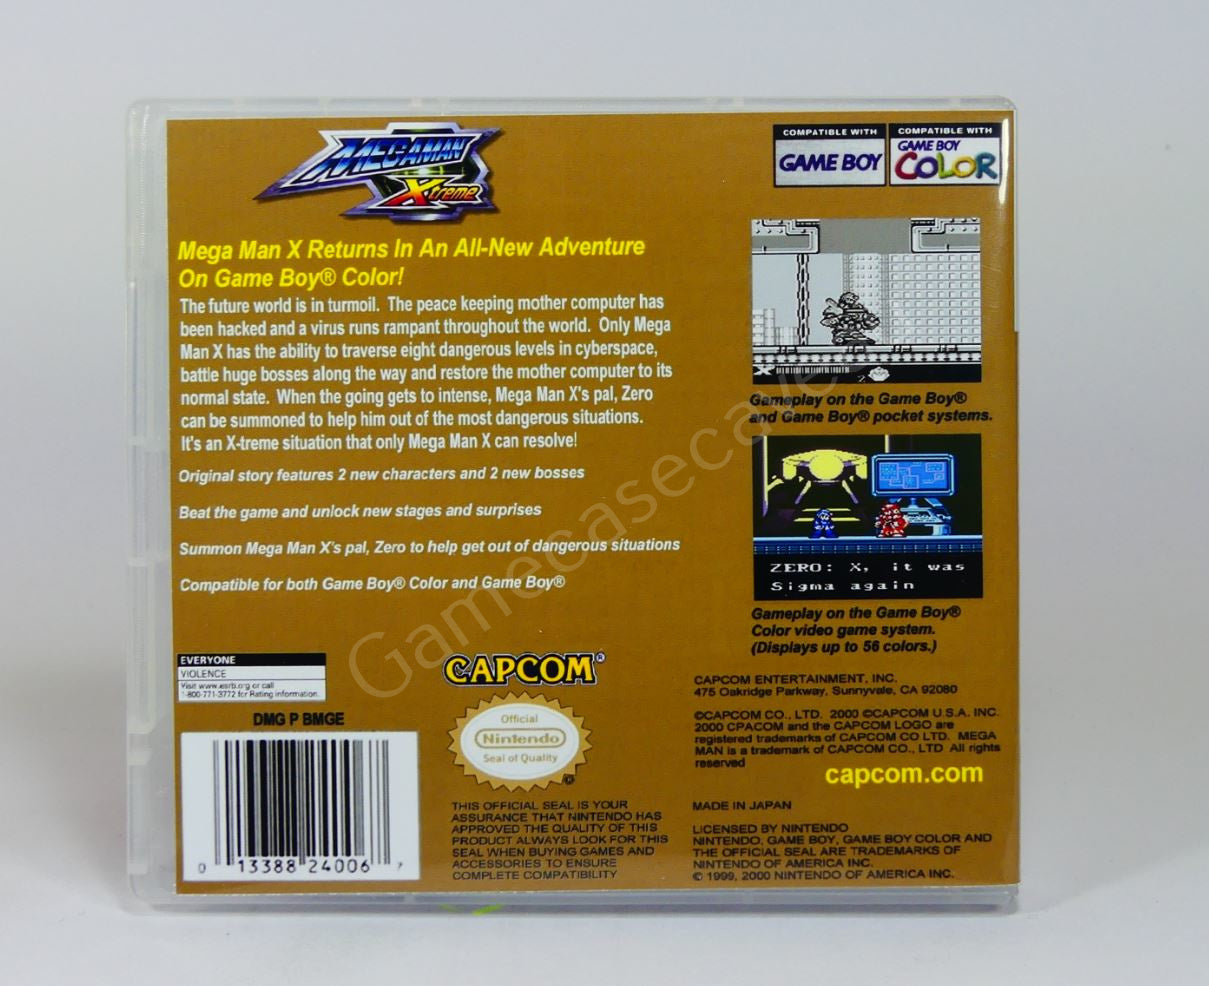 MEGAMAN
Xtreme
COMPATIBLE WITH
GAME BOY
COMPATIBLE WITH
GAME BOY
COLOR
Mega Man X Returns In An All-New Adventure
On Game Boy® Color!
The future world is in turmoil. The peace keeping mother computer has
been hacked and a virus runs rampant throughout the world. Only Mega
Man X has the ability to traverse eight dangerous levels in cyberspace,
battle huge bosses along the way and restore the mother computer to its
normal state. When the going gets to intense, Mega Man X's pal, Zero
can be summoned to help him out of the most dangerous situations.
It's an X-treme situation that only Mega Man X can resolve!
Original story features 2 new characters and 2 new bosses
Beat the game and unlock new stages and surprises
Summon Mega Man X's pal, Zero to help get out of dangerous situations
Compatible for both Game Boy® Color and Game Boy®
X
2
Gameplay on the Game Boy®
and Game Boy® pocket systems.
ZERO: X, it was
Sigma again
Gameplay on the Game Boy®
Color video game system.
(Displays up to 56 colors.)
Gamecasecaves
EVERYONE
VIOLENCE
Visit www.esrb.org or call
1-800-771-3772 for Rating information.
DMG P BMGE
0 13388 24006 7
CAPCOM®
Official
Nintendo
Seal of Quality
®
THIS OFFICIAL SEAL IS YOUR
ASSURANCE THAT NINTENDO HAS
APPROVED THE QUALITY OF THIS
PRODUCT ALWAYS LOOK FOR THIS
SEAL WHEN BUYING GAMES AND
ACCESSORIES TO ENSURE
COMPLETE COMPATIBILITY
CAPCOM ENTERTAINMENT, INC.
475 Oakridge Parkway, Sunnyvale, CA 92080
©CAPCOM CO., LTD. 2000 ©CAPCOM U.S.A. INC.
2000 CPACOM and the CAPCOM LOGO are
registered trademarks of CAPCOM CO LTD. MEGA
MAN is a trademark of CAPCOM CO., LTD All rights
reserved
capcom.com
MADE IN JAPAN
LICENSED BY NINTENDO
NINTENDO, GAME BOY, GAME BOY COLOR AND
THE OFFICIAL SEAL ARE TRADEMARKS OF
NINTENDO OF AMERICA INC.
© 1999, 2000 NINTENDO OF AMERICA INC.